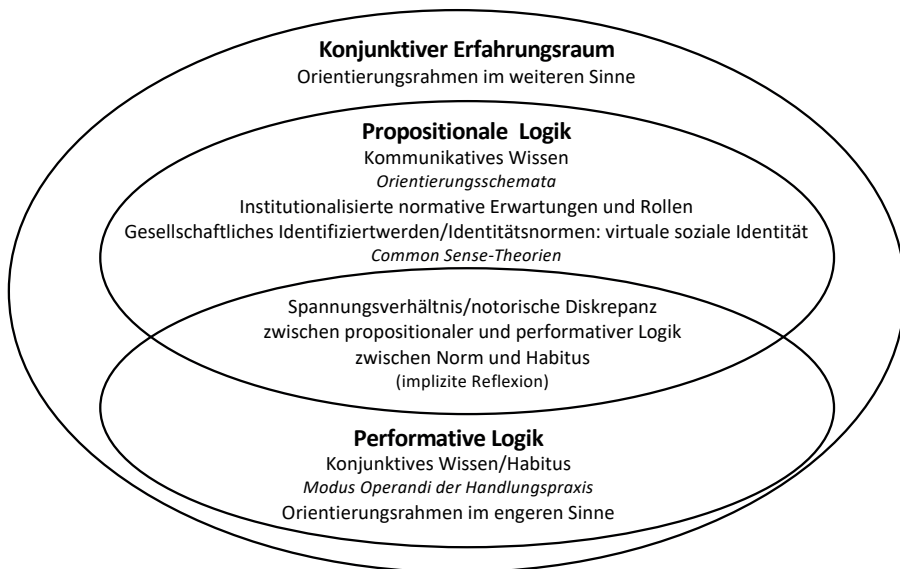 Konjunktiver Erfahrungsraum
Orientierungsrahmen im weiteren Sinne
Propositionale Logik
Kommunikatives Wissen
Orientierungsschemata
Institutionalisierte normative Erwartungen und Rollen
Gesellschaftliches Identifiziertwerden/Identitätsnormen: virtuale soziale Identität
Common Sense-Theorien
Spannungsverhältnis/notorische Diskrepanz
zwischen propositionaler und performativer Logik
zwischen Norm und Habitus
(implizite Reflexion)
Performative Logik
Konjunktives Wissen/Habitus
Modus Operandi der Handlungspraxis
Orientierungsrahmen im engeren Sinne